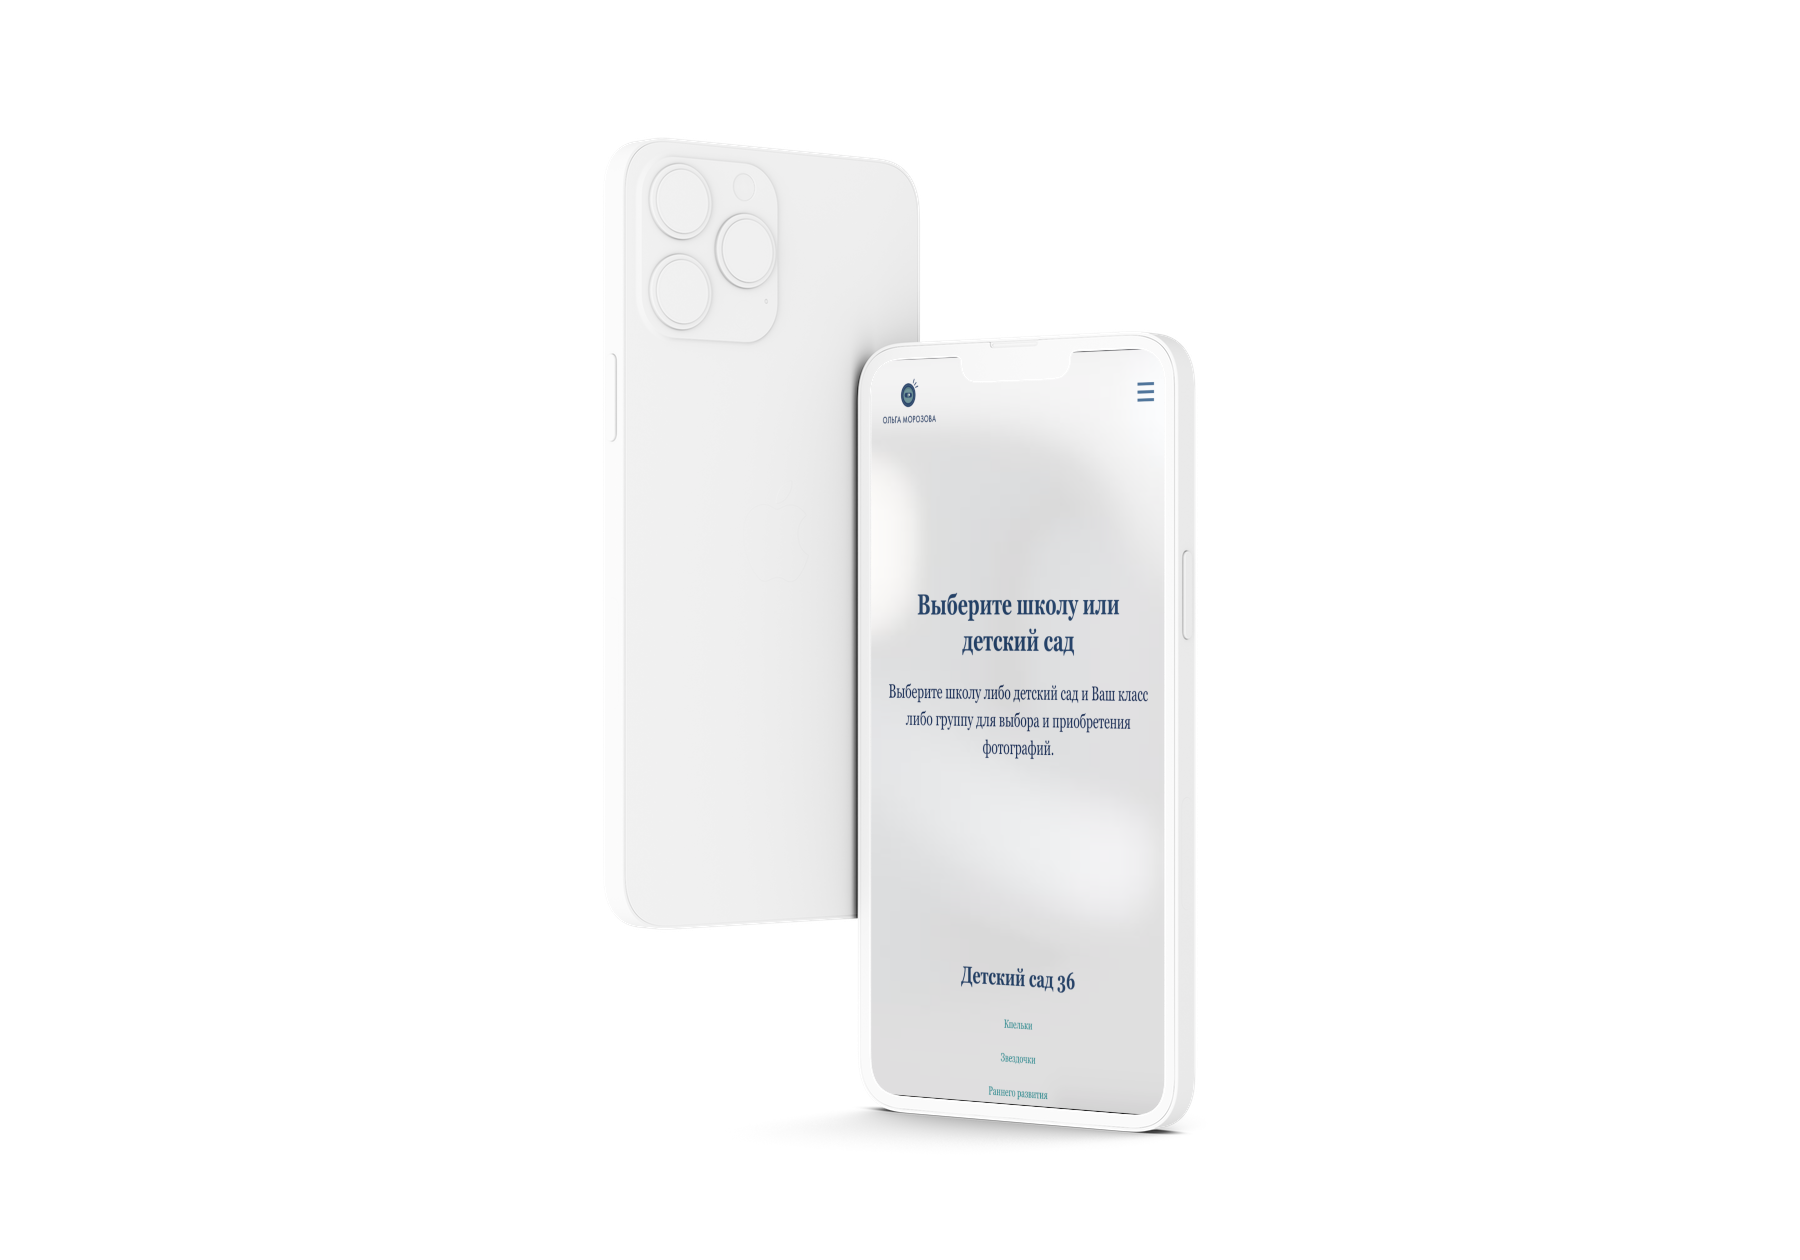 ОЛЬГА МОРОЗОВА
Выберите школу или
детский сад
Выберите школу либо детский сад и Ваш класс
либо группу для выбора и приобретения
фотографий.
Детский сад 36
Кпельки
Звездочки
Раннего развития